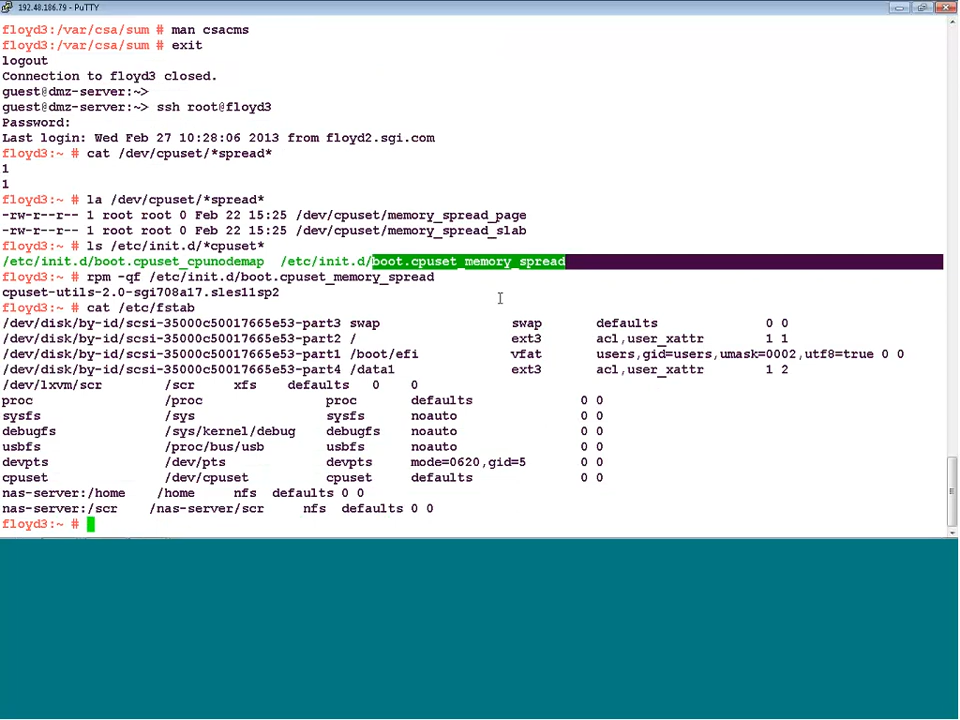 192.48.186.79 - PuTTY
floyd3:/var/csa/sum # man csacms
floyd3:/var/csa/sum # exit
logout
Connection to floyd3 closed.
guest@dmz-server:~>
guest@dmz-server:~> ssh root@floyd3
Password:
Last login: Wed Feb 27 10:28:06 2013 from floyd2.sgi.com
floyd3:~ # cat /dev/cpuset/*spread*
1
1
floyd3:~ # la /dev/cpuset/*spread*
-rw-r--r-- 1 root root 0 Feb 22 15:25 /dev/cpuset/memory_spread_page
-rw-r--r-- 1 root root 0 Feb 22 15:25 /dev/cpuset/memory_spread_slab
floyd3:~ # ls /etc/init.d/*cpuset*
/etc/init.d/boot.cpuset_cpunodemap  /etc/init.d/boot.cpuset_memory_spread
floyd3:~ # rpm -qf /etc/init.d/boot.cpuset_memory_spread
cpuset-utils-2.0-sgi708a17.sles11sp2
floyd3:~ # cat /etc/fstab
/dev/disk/by-id/scsi-35000c50017665e53-part3 swap                 swap       defaults              0 0
/dev/disk/by-id/scsi-35000c50017665e53-part2 /                    ext3       acl,user_xattr        1 1
/dev/disk/by-id/scsi-35000c50017665e53-part1 /boot/efi            vfat       users,gid=users,umask=0002,utf8=true 0 0
/dev/disk/by-id/scsi-35000c50017665e53-part4 /data1               ext3       acl,user_xattr        1 2
/dev/lxvm/scr        /scr     xfs    defaults   0    0
proc                 /proc                proc       defaults              0 0
sysfs                /sys                 sysfs      noauto                0 0
debugfs              /sys/kernel/debug    debugfs    noauto                0 0
usbfs                /proc/bus/usb        usbfs      noauto                0 0
devpts               /dev/pts             devpts     mode=0620,gid=5       0 0
cpuset               /dev/cpuset          cpuset     defaults              0 0
nas-server:/home    /home    nfs  defaults 0 0
nas-server:/scr    /nas-server/scr     nfs  defaults 0 0
floyd3:~ #